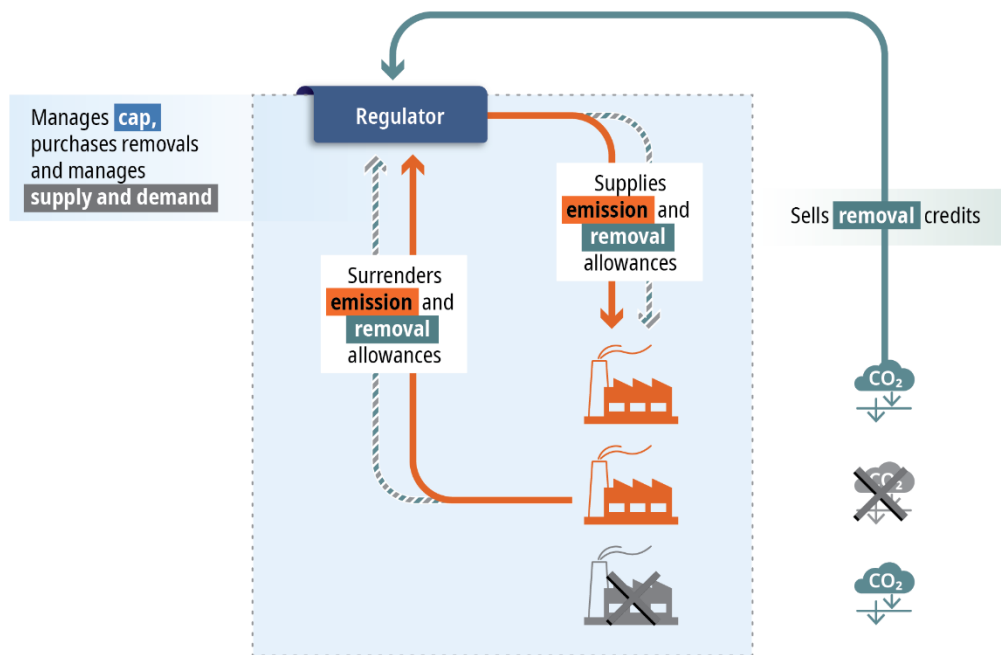 Regulator
Manages cap,
purchases removals
and manages
supply and demand
Supplies
emission and
removal
allowances
Sells removal credits
Surrenders
emission and
removal
allowances
CO₂
CO₂
CO₂